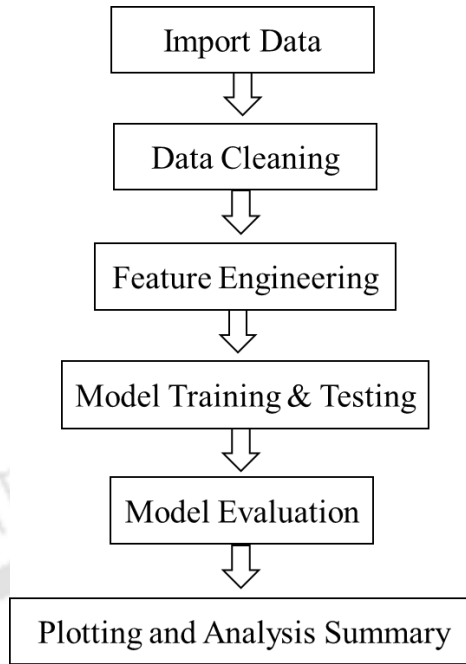 Import Data
Data Cleaning
Feature Engineering
Model Training & Testing
Model Evaluation
Plotting and Analysis Summary